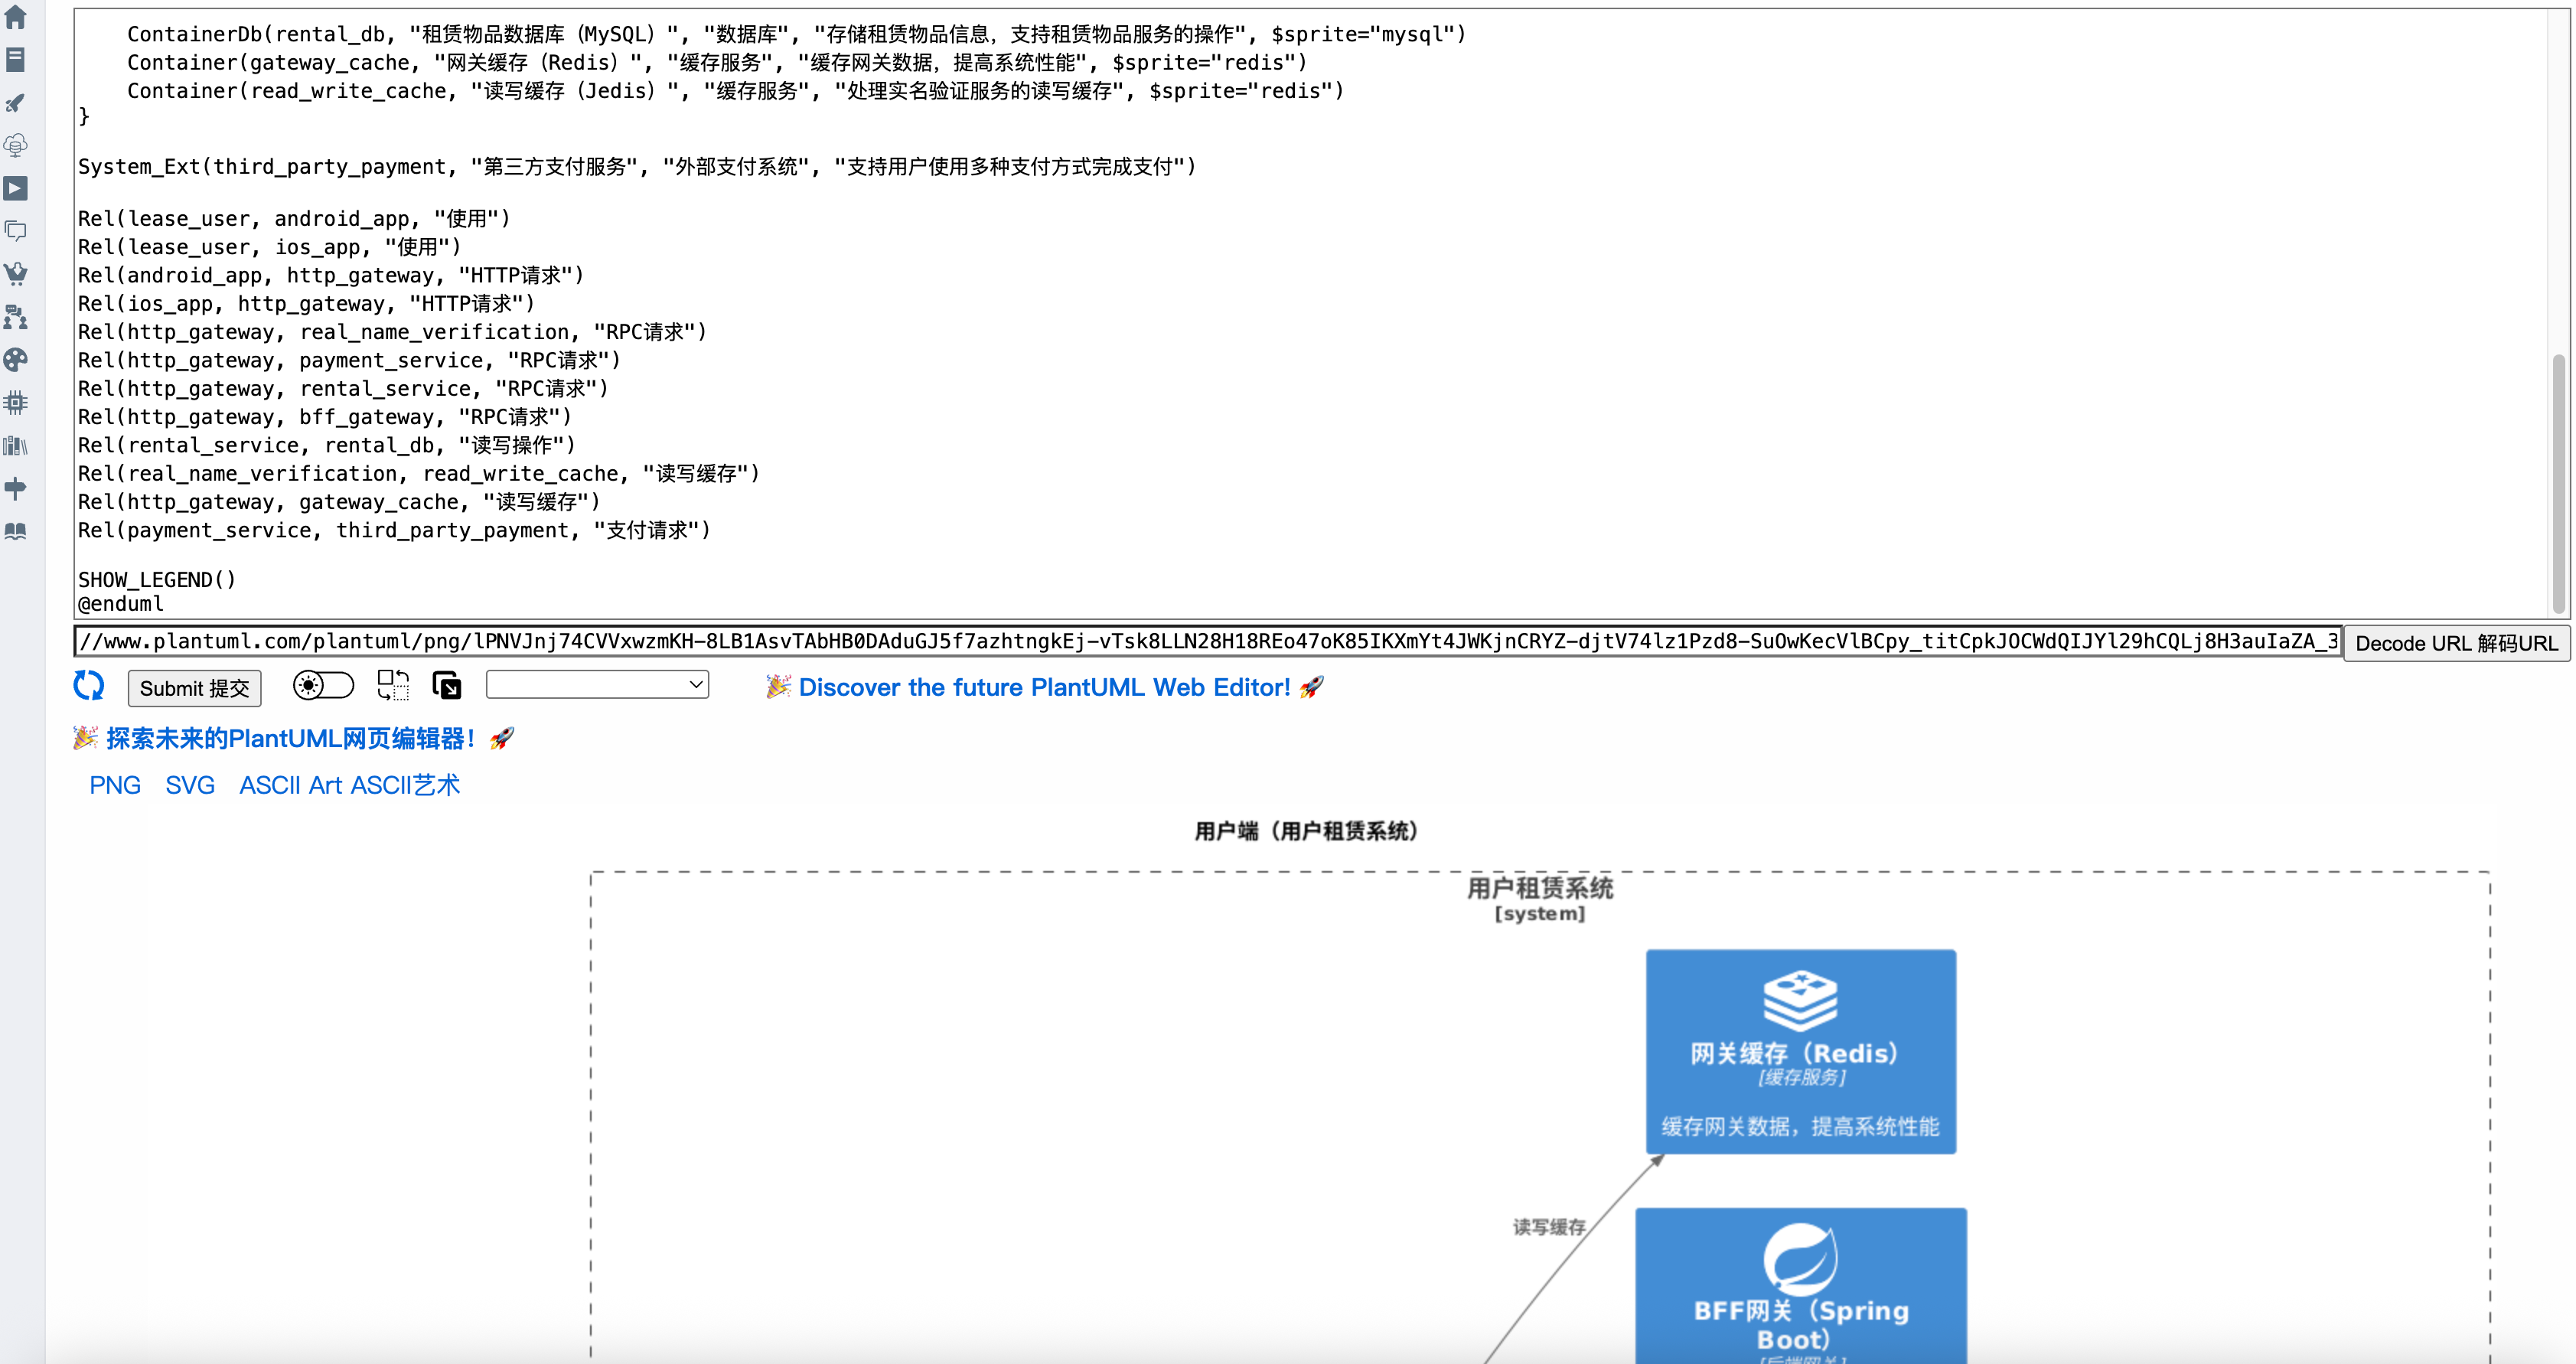 ContainerDb(rental_db, "租赁物品数据库（MySQL）", "数据库", "存储租赁物品信息，支持租赁物品服务的操作", $sprite="mysql")
    Container(gateway_cache, "网关缓存（Redis）", "缓存服务", "缓存网关数据，提高系统性能", $sprite="redis")
    Container(read_write_cache, "读写缓存（Jedis）", "缓存服务", "处理实名验证服务的读写缓存", $sprite="redis")
}
System_Ext(third_party_payment, "第三方支付服务", "外部支付系统", "支持用户使用多种支付方式完成支付")
Rel(lease_user, android_app, "使用")
Rel(lease_user, ios_app, "使用")
Rel(android_app, http_gateway, "HTTP请求")
Rel(ios_app, http_gateway, "HTTP请求")
Rel(http_gateway, real_name_verification, "RPC请求")
Rel(http_gateway, payment_service, "RPC请求")
Rel(http_gateway, rental_service, "RPC请求")
Rel(http_gateway, bff_gateway, "RPC请求")
Rel(rental_service, rental_db, "读写操作")
Rel(real_name_verification, read_write_cache, "读写缓存")
Rel(http_gateway, gateway_cache, "读写缓存")
Rel(payment_service, third_party_payment, "支付请求")
SHOW_LEGEND()
@enduml
//www.plantuml.com/plantuml/png/lPNVJnj74CVVxwzmKH-8LB1AsvTAbHB0DAduGJ5f7azhtngkEj-vTsk8LLN28H18REo47oK85IKXmYt4JWKjnCRYZ-djtV74lz1Pzd8-SuOwKecVlBCpy_titCpkJOCWdQIJYl29hCQLj8H3auIaZA_3
Decode URL 解码URL
Submit 提交
Discover the future PlantUML Web Editor!
探索未来的PlantUML网页编辑器！
PNG SVG ASCII Art ASCII艺术
用户端（用户租赁系统）
用户租赁系统
[system]
网关缓存（Redis）
[缓存服务]
缓存网关数据，提高系统性能
读写缓存
BFF网关（Spring
Boot）
[后端网关]